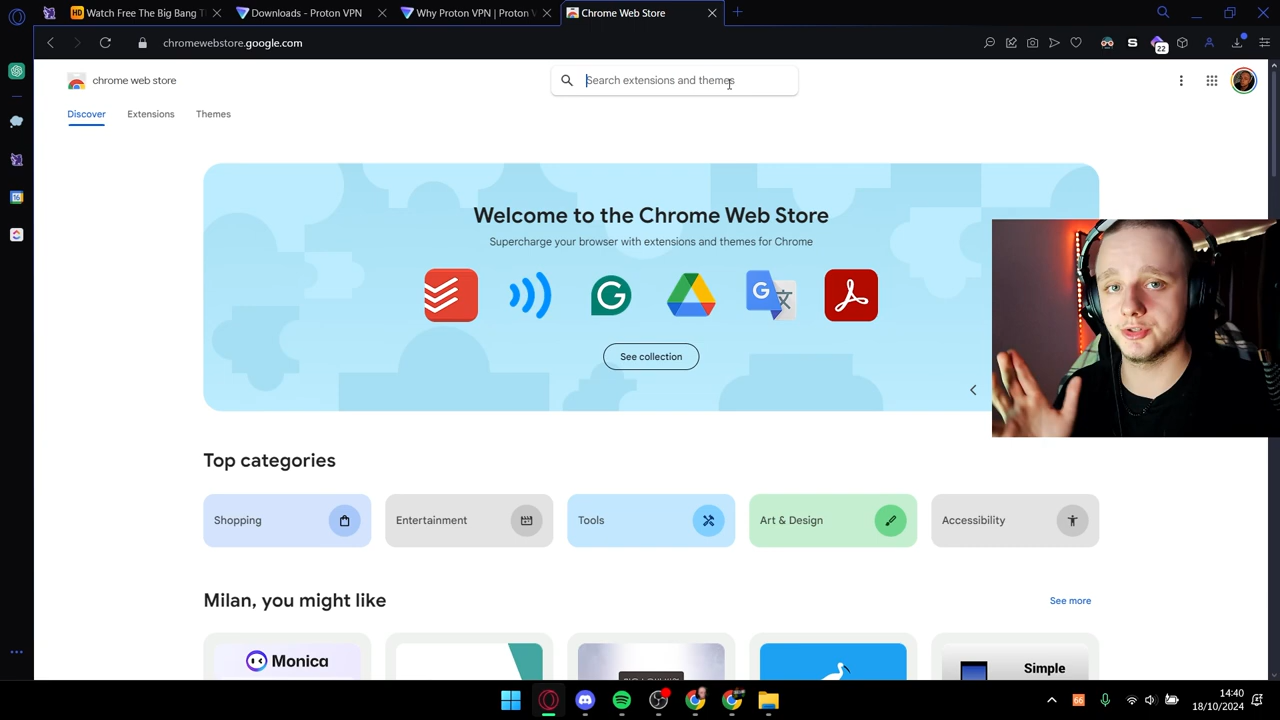 Watch Free The Big Bang T
Downloads - Proton VPN
Why Proton VPN | Proton V
Chrome Web Store
chromewebstore.google.com
22
chrome web store
Search extensions and themes
Discover
Extensions
Themes
Welcome to the Chrome Web Store
Supercharge your browser with extensions and themes for Chrome
See collection
Top categories
Shopping
Entertainment
Tools
Art & Design
Accessibility
Milan, you might like
See more
Monica
Simple
66
14:40
18/10/2024